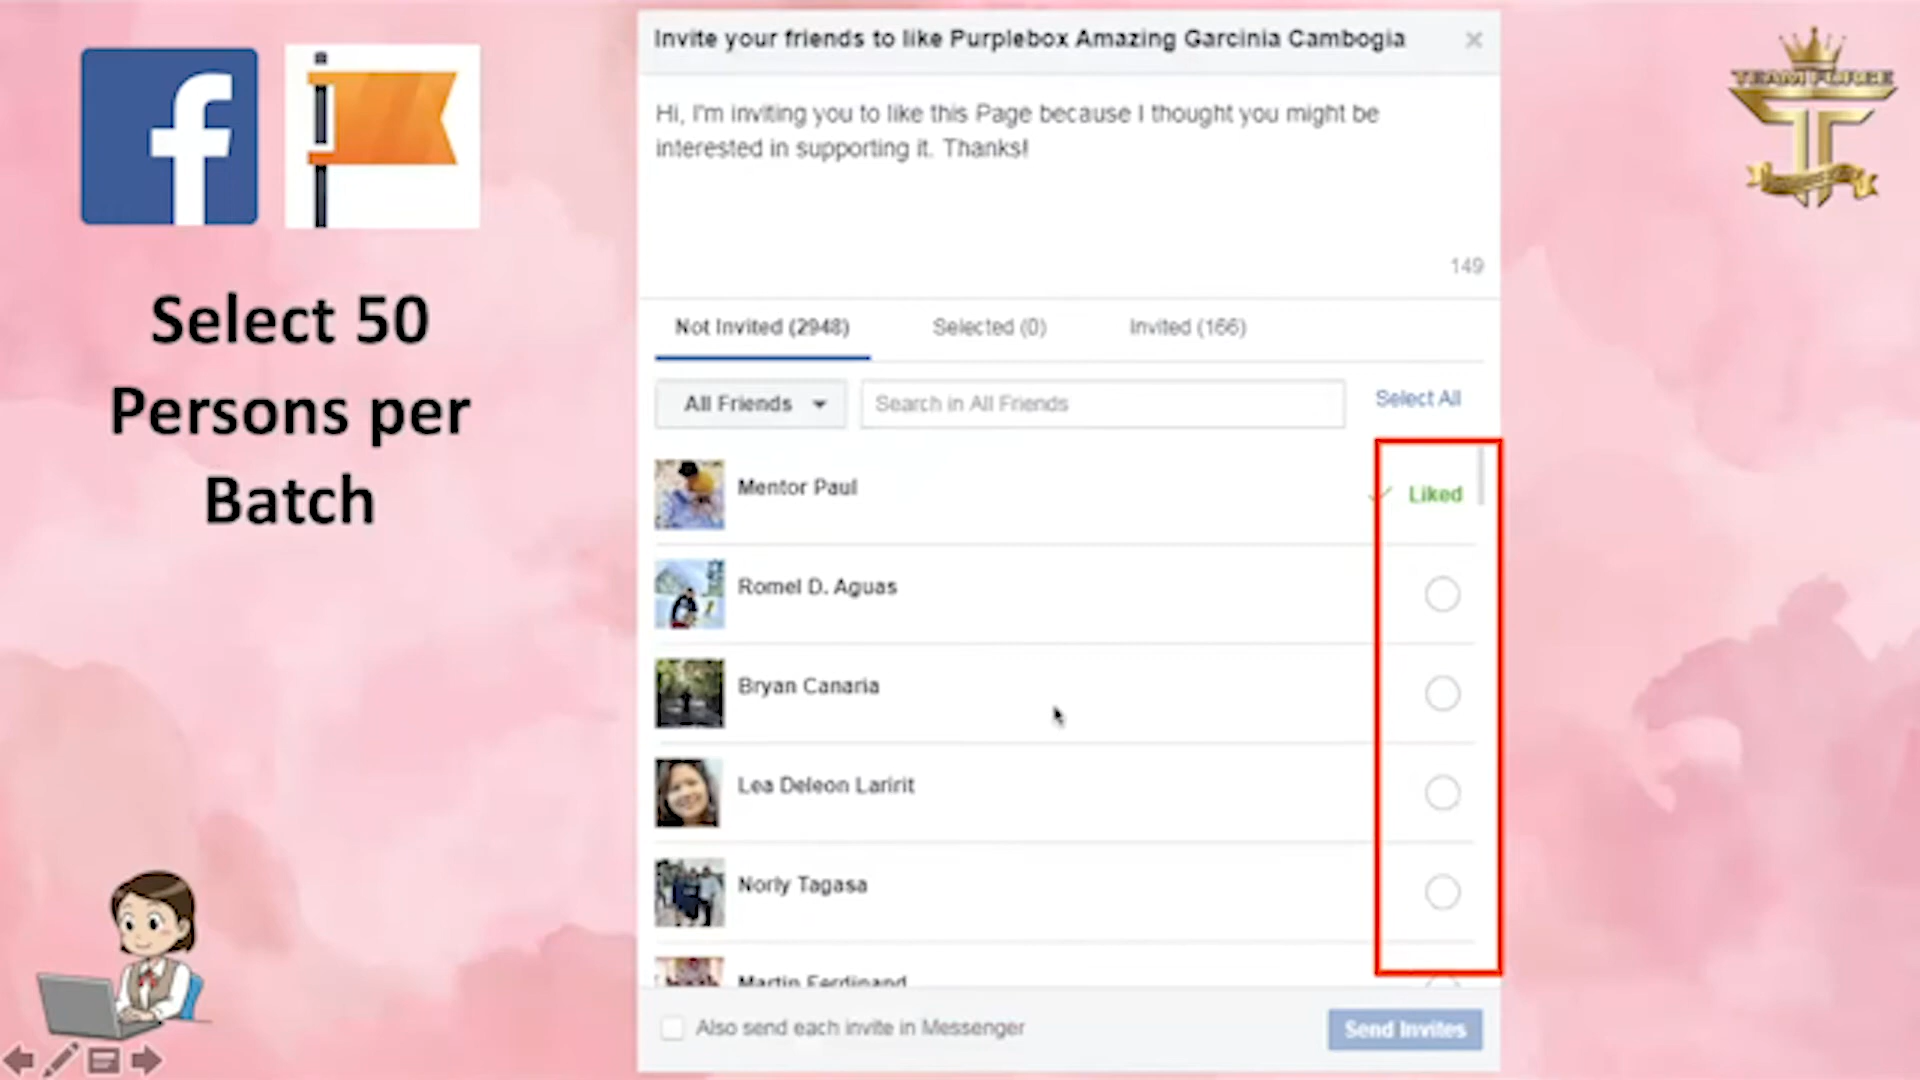 Select 50
Persons per
Batch
Invite your friends to like Purplebox Amazing Garcinia Cambogia
Hi, I'm inviting you to like this Page because I thought you might be
interested in supporting it. Thanks!
149
Not Invited (2948) Selected (0) Invited (166)
All Friends Search in All Friends Select All
Mentor Paul Liked
Romel D. Aguas
Bryan Canaria
Lea Deleon Laririt
Norly Tagasa
Martin Ferdinand
Also send each invite in Messenger Send Invites
TEAM FORCE